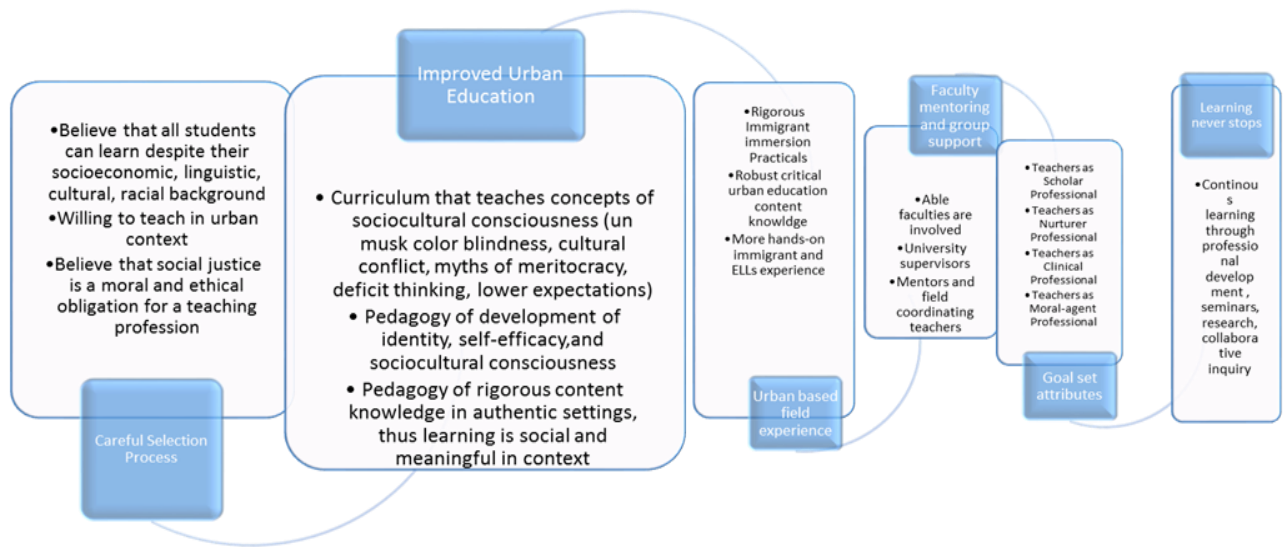 •Believe that all students
can learn despite their
socioeconomic, linguistic,
cultural, racial background
•Willing to teach in urban
context
•Believe that social justice
is a moral and ethical
obligation for a teaching
profession
Careful Selection
Process
Improved Urban
Education
• Curriculum that teaches concepts of
sociocultural consciousness (un
musk color blindness, cultural
conflict, myths of meritocracy,
deficit thinking, lower expectations)
• Pedagogy of development of
identity, self-efficacy,and
sociocultural consciousness
• Pedagogy of rigorous content
knowledge in authentic settings,
thus learning is social and
meaningful in context
•Rigorous
Immigrant
immersion
Practicals
•Robust critical
urban education
content
knowldge
•More hands-on
immigrant and
ELLs experience
Urban based
field
experience
Faculty
mentoring
and group
support
• Able
faculties are
involved
• University
supervisors
• Mentors and
field
coordinating
teachers
•Teachers as
Scholar
Professional
•Teachers as
Nurturer
Professional
•Teachers as
Clinical
Professional
•Teachers as
Moral-agent
Professional
Goal set
attributes
Learning
never stops
•Continou
s
learning
through
professio
nal
develop
ment ,
seminars,
research,
collabora
tive
inquiry